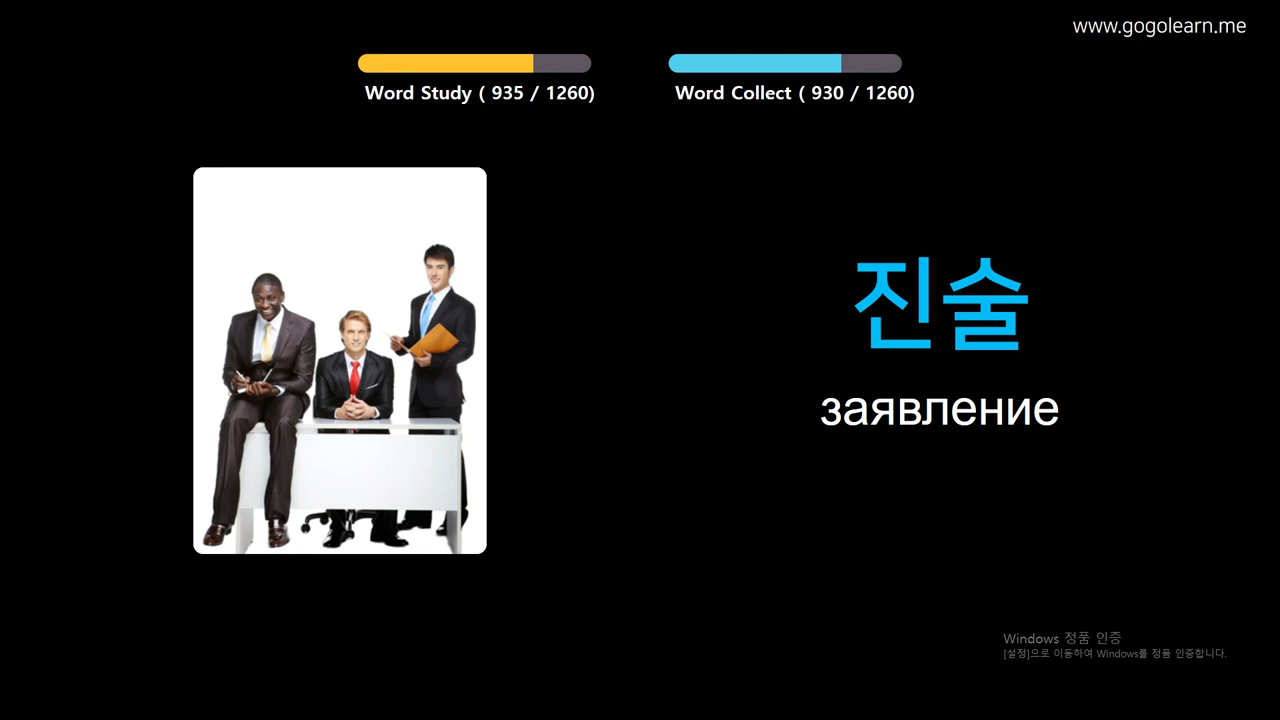 www.gogolearn.me
Word Study ( 935 / 1260)
Word Collect ( 930 / 1260)
진술
заявление
Windows 정품 인증
[설정]으로 이동하여 Windows를 정품 인증합니다.